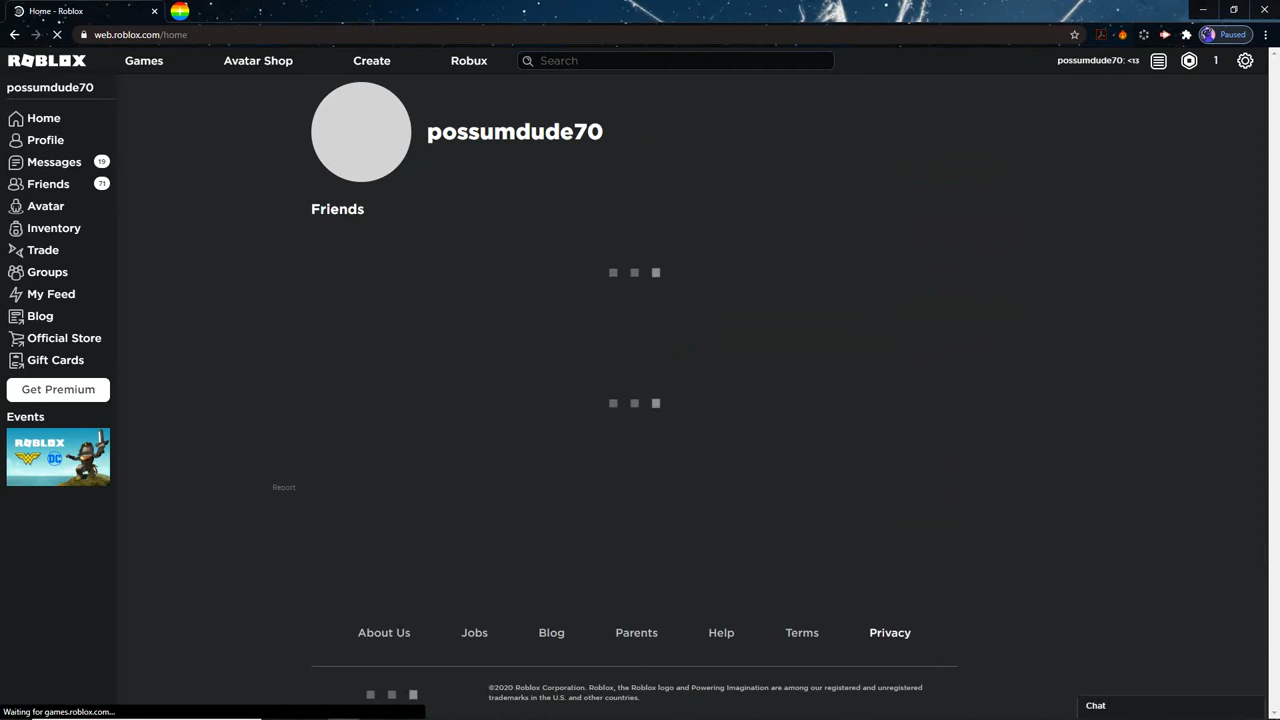 Home - Roblox
web.roblox.com/home
Paused
ROBLOX
Games
Avatar Shop
Create
Robux
Search
possumdude70: <13
1
possumdude70
Home
Profile
Messages
19
Friends
71
Avatar
Inventory
Trade
Groups
My Feed
Blog
Official Store
Gift Cards
Get Premium
Events
ROBLOX
DC
possumdude70
Friends
Report
About Us
Jobs
Blog
Parents
Help
Terms
Privacy
©2020 Roblox Corporation. Roblox, the Roblox logo and Powering Imagination are among our registered and unregistered
trademarks in the U.S. and other countries.
Chat
Waiting for games.roblox.com...